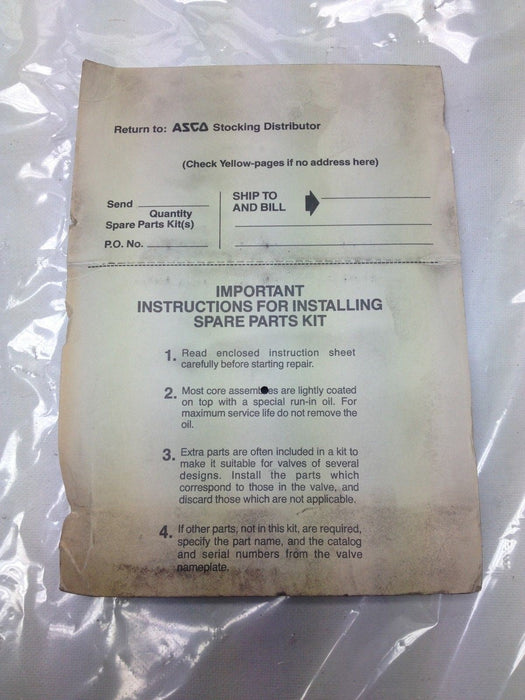 Return to: ASCO Stocking Distributor
(Check Yellow-pages if no address here)
Send
Quantity
Spare Parts Kit(s)
P.O. No.
SHIP TO
AND BILL
IMPORTANT
INSTRUCTIONS FOR INSTALLING
SPARE PARTS KIT
1. Read enclosed instruction sheet
carefully before starting repair.
2. Most core are lightly coated
on top with a special run-in oil. For
maximum service life do not remove the
oil.
3. Extra parts are often included in a kit to
make it suitable for valves of several
designs. Install the parts which
correspond to those in the valve, and
discard those which are not applicable.
4. If other parts, not in this kit, are required,
specify the part name, and the catalog
and serial numbers from the valve
nameplate.